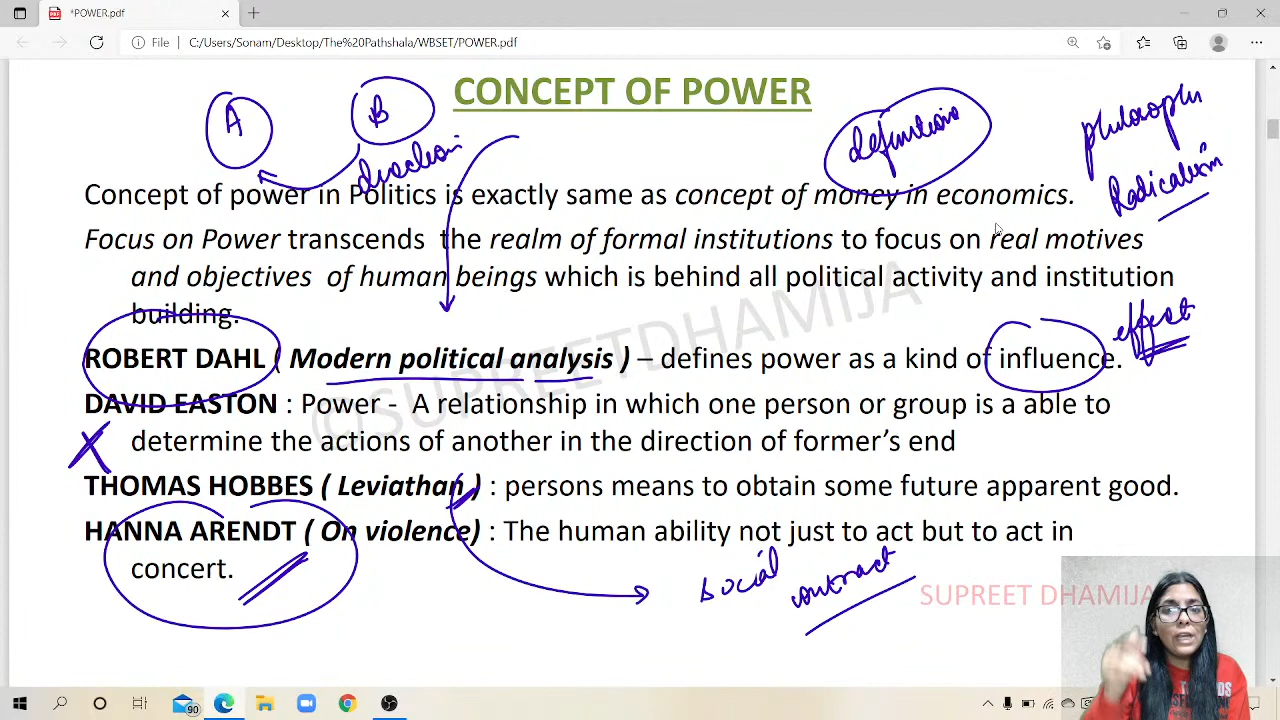 *POWER.pdf
File C:/Users/Sonam/Desktop/The%20Pathshala/WBSET/POWER.pdf
CONCEPT OF POWER
A
B
direction
definitions
Radicalism
Concept of power in Politics is exactly same as concept of money in economics.
Focus on Power transcends the realm of formal institutions to focus on real motives
and objectives of human beings which is behind all political activity and institution
building.
effect
ROBERT DAHL ( Modern political analysis ) – defines power as a kind of influence.
DAVID EASTON : Power - A relationship in which one person or group is a able to
determine the actions of another in the direction of former's end
X
THOMAS HOBBES ( Leviathan ) : persons means to obtain some future apparent good.
HANNA ARENDT ( On violence) : The human ability not just to act but to act in
concert.
social contract
©SUPREETDHAMIJA
SUPREET DHAMIJA
90